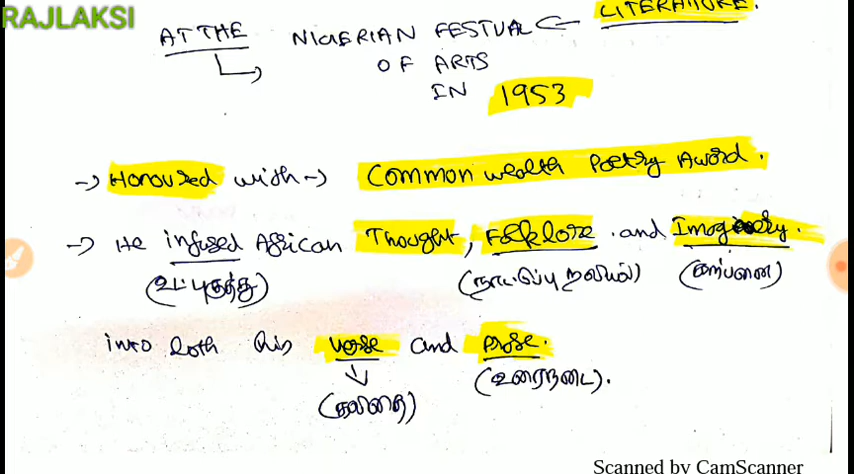 RAJLAKSI
LITERATURE.
AT THE NIGERIAN FESTUAL
OF ARTS
IN 1953
Honoured with Common wealth Poetry Award.
He infused African Thought, Folklore and Imagery.
(உட்புகுத்து) (நாட்டுப்புறவியல்) (கற்பனை)
into both his verse and prose.
(கவிதை) (உரைநடை).
Scanned by CamScanner